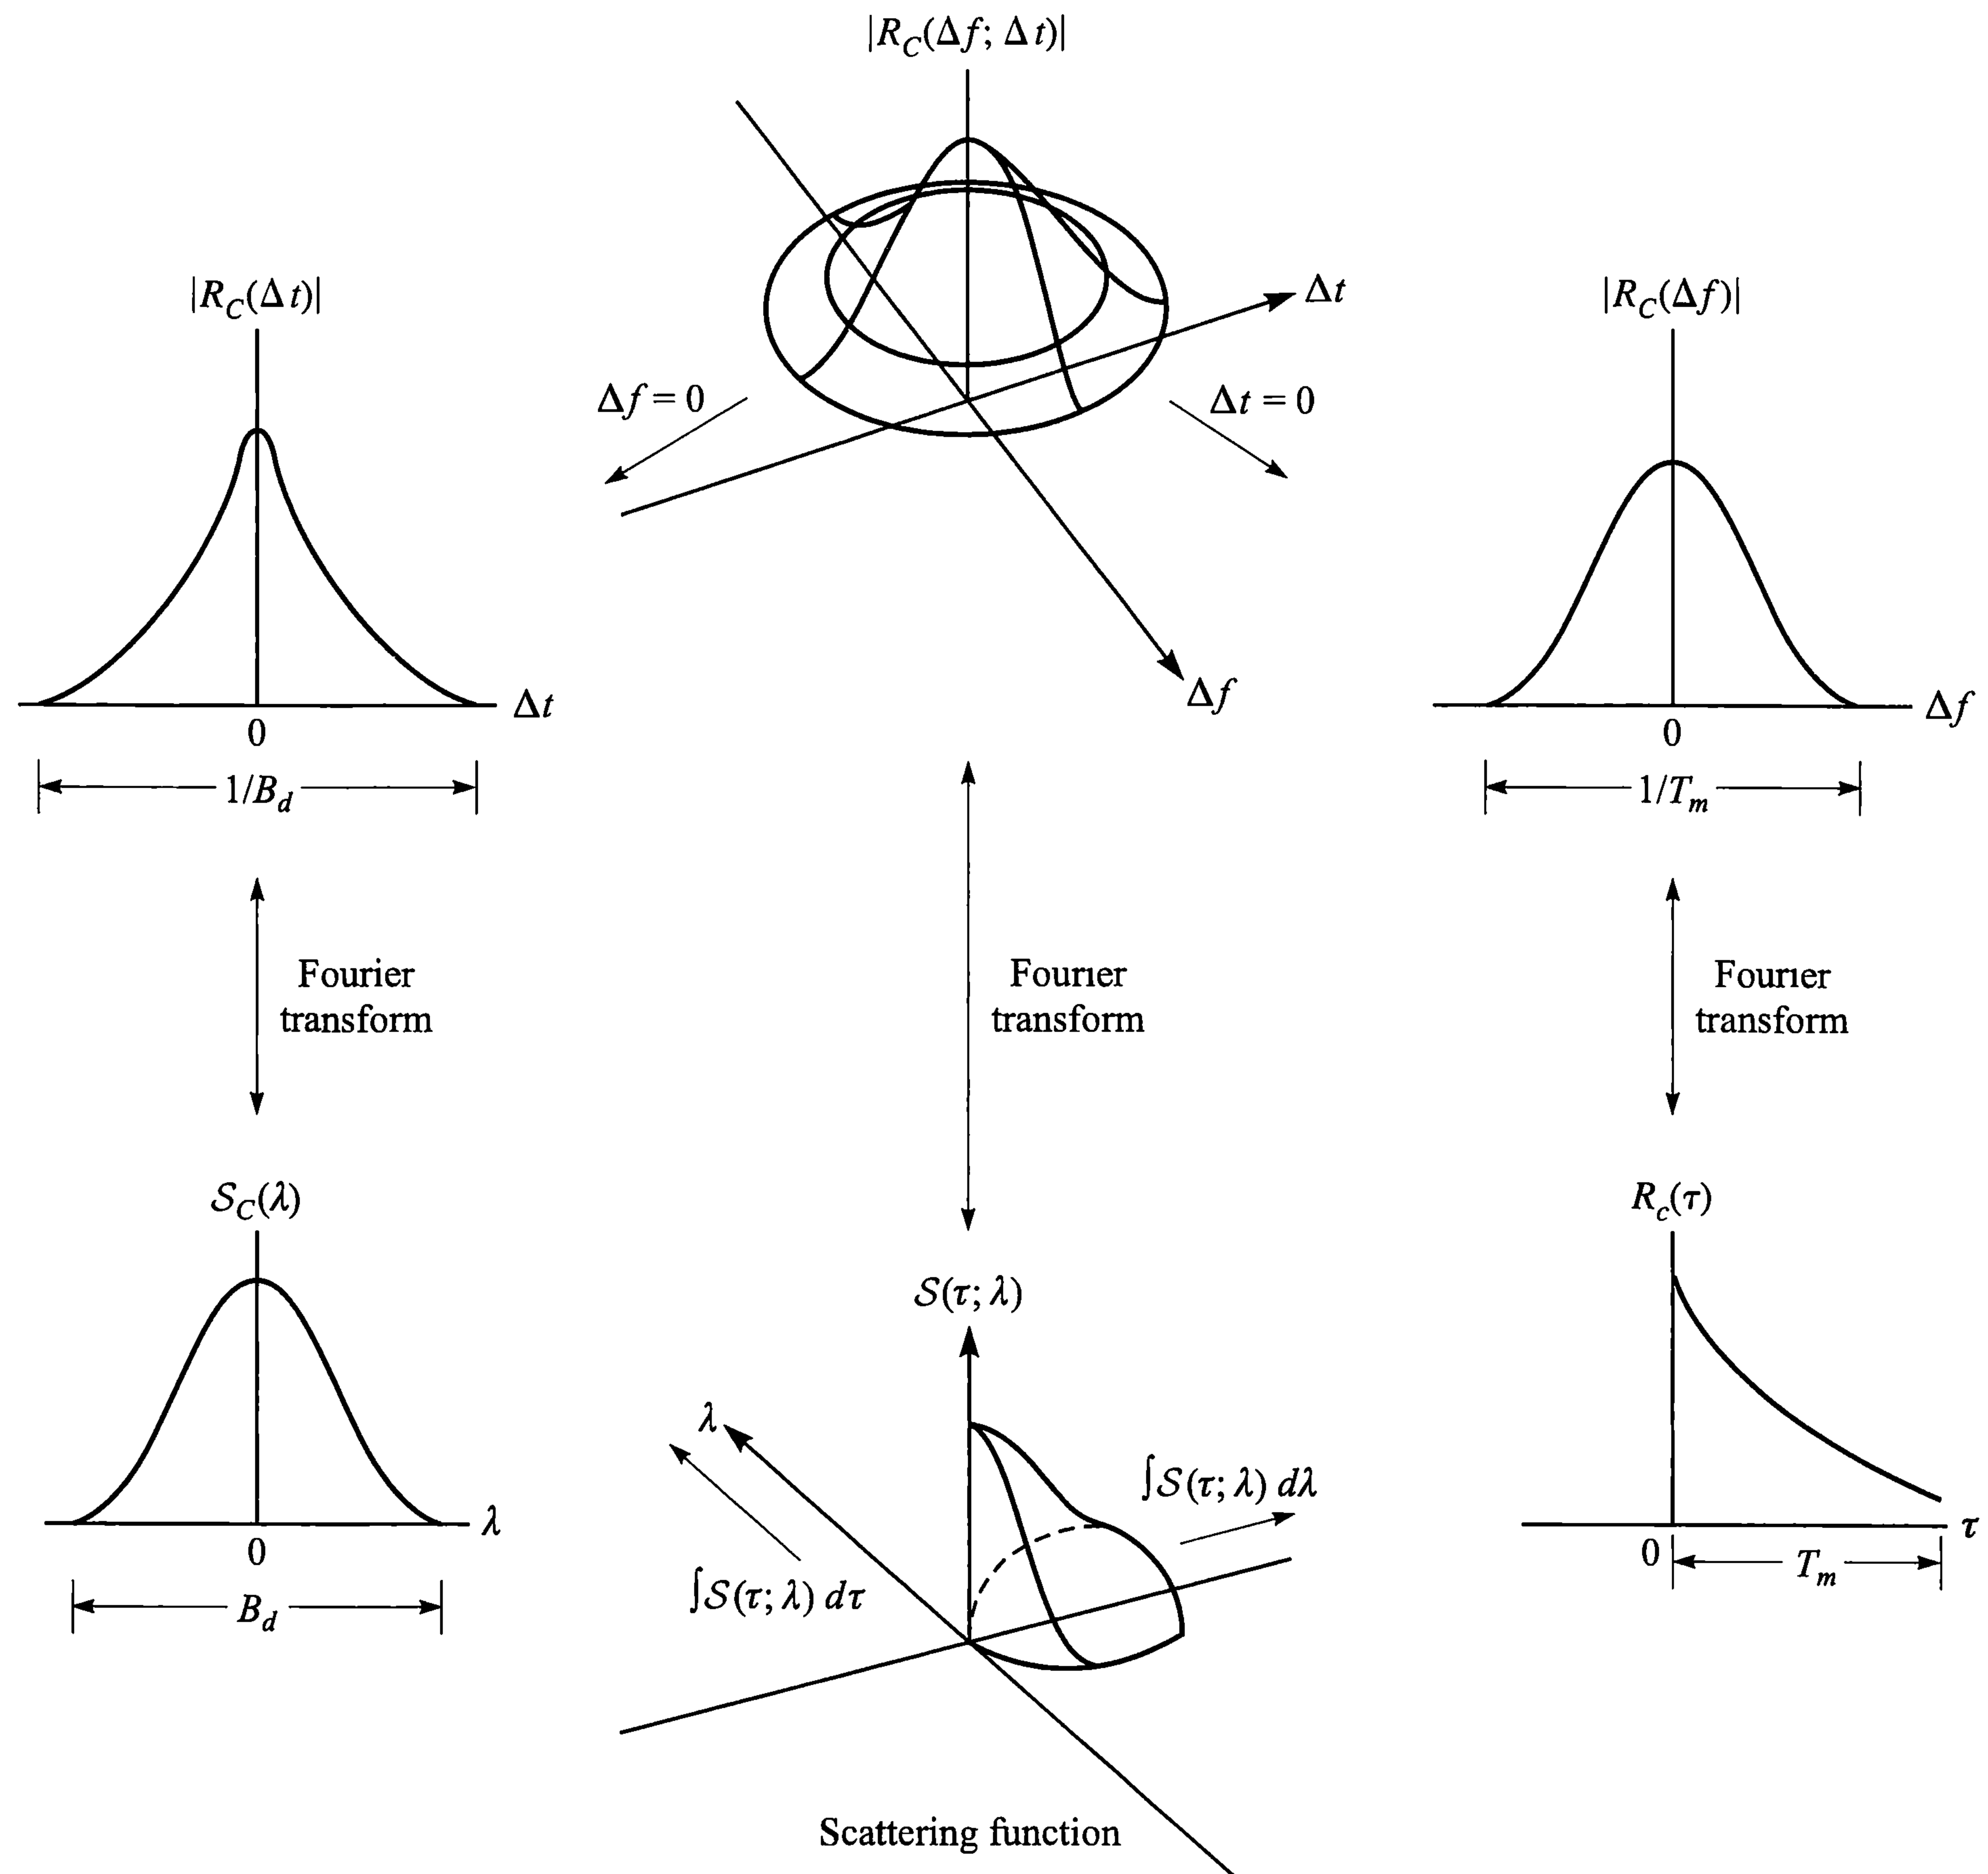 |R_C(Δf; Δt)|
|R_C(Δt)|
Δt
|R_C(Δf)|
Δf = 0
Δt = 0
Δt
0
Δf
Δf
0
1/B_d
1/T_m
Fourier
transform
Fourier
transform
Fourier
transform
𝒮_C(λ)
R_c(τ)
𝒮(τ; λ)
λ
∫𝒮(τ; λ) dλ
λ
0
∫𝒮(τ; λ) dτ
τ
0
T_m
B_d
Scattering function